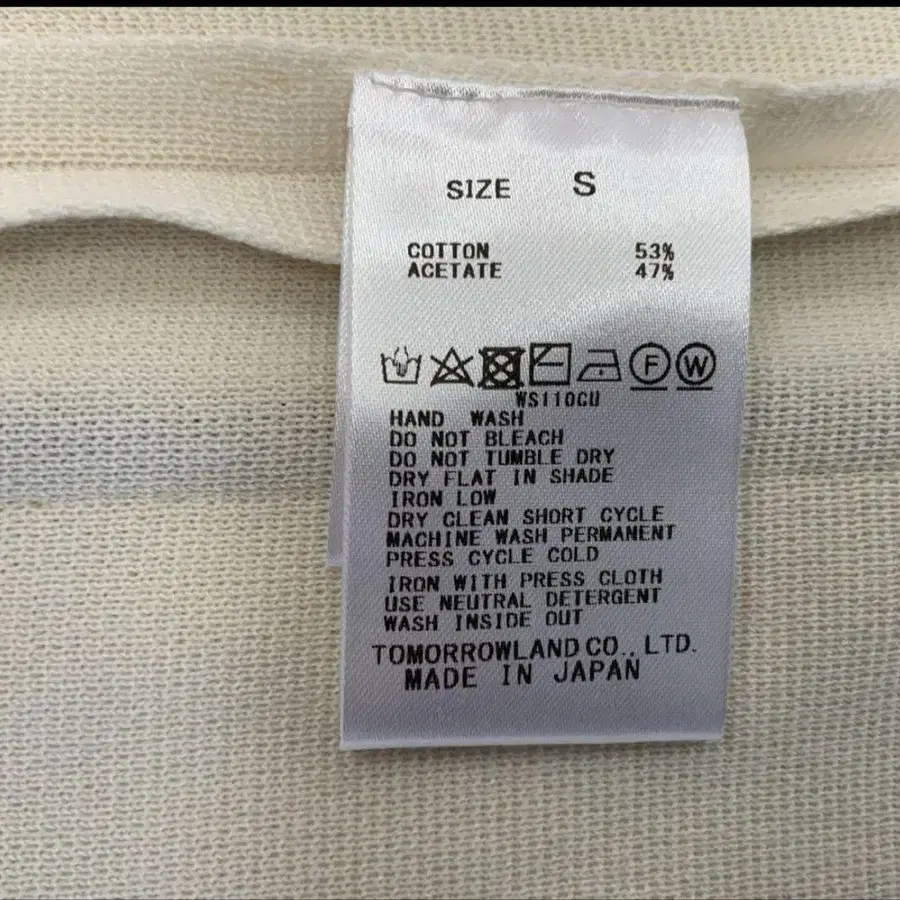 SIZE S
COTTON 53%
ACETATE 47%
F W
WS110CU
HAND WASH
DO NOT BLEACH
DO NOT TUMBLE DRY
DRY FLAT IN SHADE
IRON LOW
DRY CLEAN SHORT CYCLE
MACHINE WASH PERMANENT
PRESS CYCLE COLD
IRON WITH PRESS CLOTH
USE NEUTRAL DETERGENT
WASH INSIDE OUT
TOMORROWLAND CO., LTD.
MADE IN JAPAN